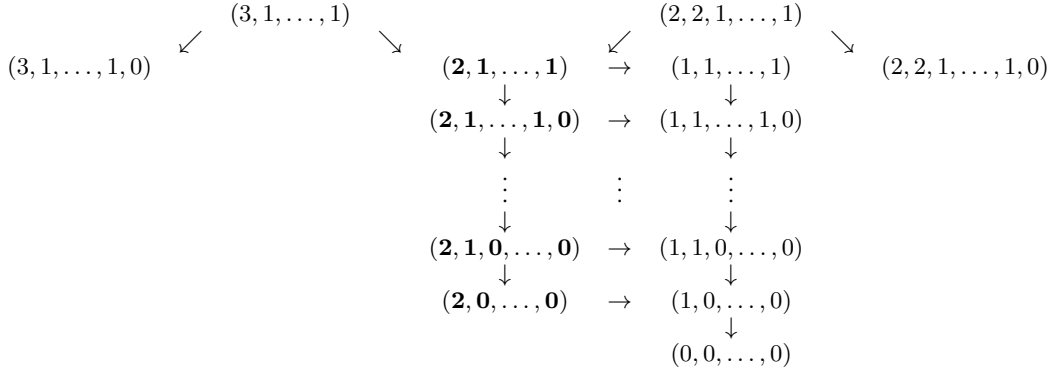 (3, 1, . . . , 1) (2, 2, 1, . . . , 1)
↙ ↘ ↙ ↘
(3, 1, . . . , 1, 0) (2, 1, . . . , 1) → (1, 1, . . . , 1) (2, 2, 1, . . . , 1, 0)
↓ ↓
(2, 1, . . . , 1, 0) → (1, 1, . . . , 1, 0)
↓ ↓
⋮ ⋮ ⋮
↓ ↓
(2, 1, 0, . . . , 0) → (1, 1, 0, . . . , 0)
↓ ↓
(2, 0, . . . , 0) → (1, 0, . . . , 0)
↓
(0, 0, . . . , 0)